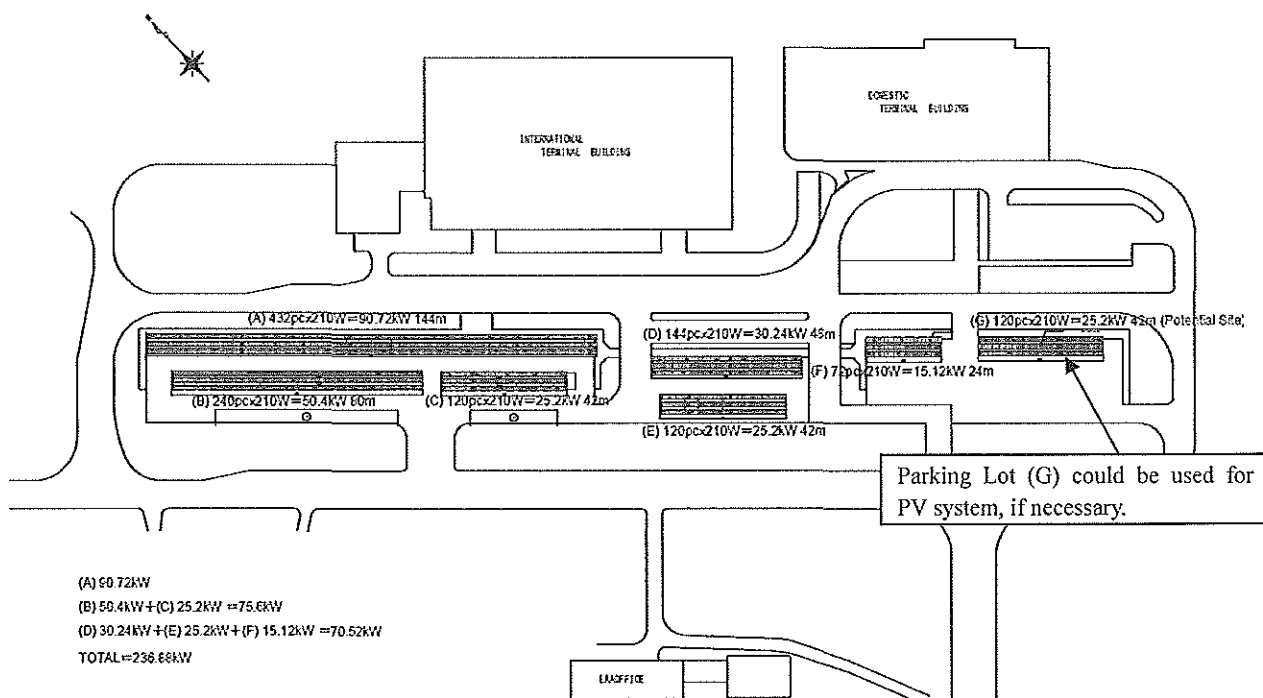 INTERNATIONAL
TERMINAL BUILDING
DOMESTIC
TERMINAL BUILDING
(A) 432pcx210W=90.72kW 144m
(G) 120pcx210W=25.2kW 42m (Potential Site)
(D) 144pcx210W=30.24kW 48m
(F) 72pcx210W=15.12kW 24m
(B) 240pcx210W=50.4kW 80m
(C) 120pcx210W=25.2kW 42m
(E) 120pcx210W=25.2kW 42m
Parking Lot (G) could be used for
PV system, if necessary.
(A) 90.72kW
(B) 50.4kW+(C) 25.2kW =75.6kW
(D) 30.24kW+(E) 25.2kW+(F) 15.12kW =70.52kW
TOTAL=236.88kW